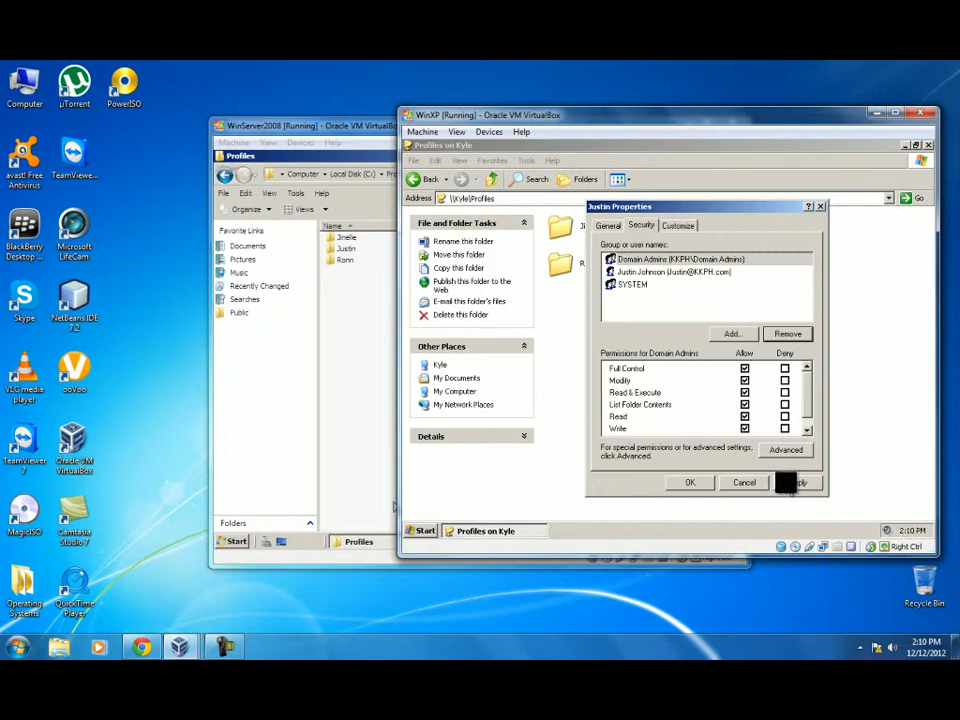 Computer
µTorrent
PowerISO
avast! Free
Antivirus
TeamViewe...
BlackBerry
Desktop ...
Microsoft
LifeCam
Skype
NetBeans IDE
7.2
VLC media
player
ooVoo
TeamViewer
7
Oracle VM
VirtualBox
MagicISO
Camtasia
Studio 7
Operating
Systems
QuickTime
Player
Recycle Bin
WinServer2008 [Running] - Oracle VM VirtualBo
Machine View Devices Help
Profiles
Computer Local Disk (C:) Pro
File Edit View Tools Help
Organize Views
Favorite Links
Documents
Pictures
Music
Recently Changed
Searches
Public
Name
Jinelle
Justin
Ronn
Folders
Start
Profiles
WinXP [Running] - Oracle VM VirtualBox
Machine View Devices Help
Profiles on Kyle
File Edit View Favorites Tools Help
Back Search Folders
Address \\Kyle\Profiles Go
File and Folder Tasks
Rename this folder
Move this folder
Copy this folder
Publish this folder to the
Web
E-mail this folder's files
Delete this folder
Other Places
Kyle
My Documents
My Computer
My Network Places
Details
Ji
R
Justin Properties
General Security Customize
Group or user names:
Domain Admins (KKPH\Domain Admins)
Justin Johnson (Justin@KKPH.com)
SYSTEM
Add... Remove
Permissions for Domain Admins Allow Deny
Full Control
Modify
Read & Execute
List Folder Contents
Read
Write
For special permissions or for advanced settings,
click Advanced.
Advanced
OK Cancel
Start Profiles on Kyle 2:10 PM
Right Ctrl
2:10 PM
12/12/2012